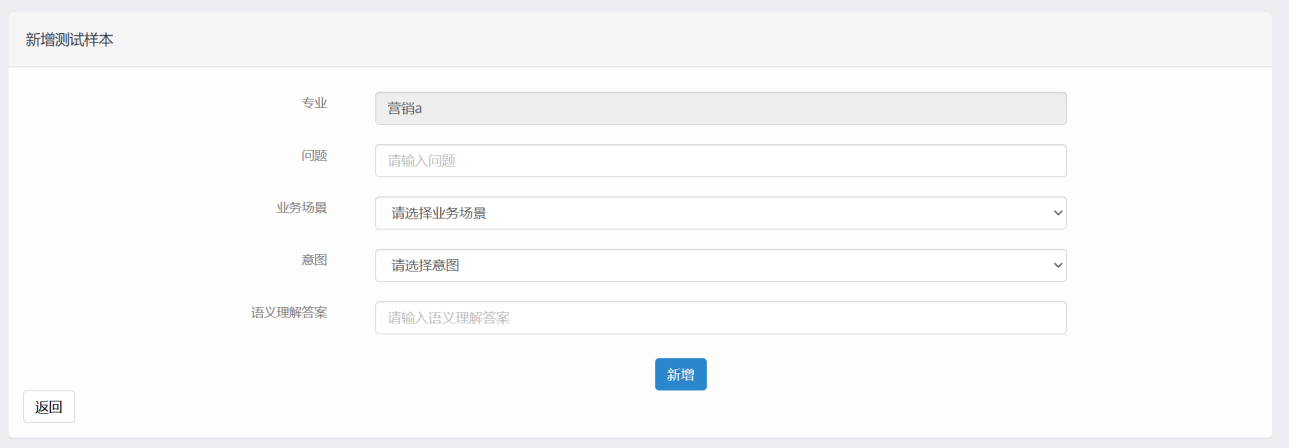 新增测试样本
专业
营销a
问题
请输入问题
业务场景
请选择业务场景
意图
请选择意图
语义理解答案
请输入语义理解答案
新增
返回